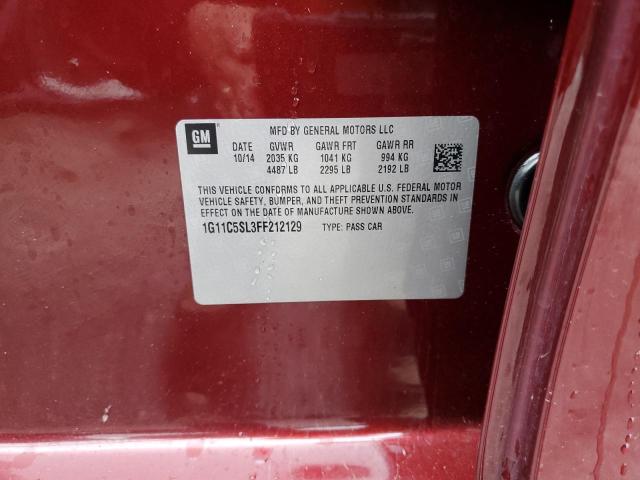 GM
MFD BY GENERAL MOTORS LLC
DATE GVWR GAWR FRT GAWR RR
10/14 2035 KG 1041 KG 994 KG
4487 LB 2295 LB 2192 LB
THIS VEHICLE CONFORMS TO ALL APPLICABLE U.S. FEDERAL MOTOR
VEHICLE SAFETY, BUMPER, AND THEFT PREVENTION STANDARDS IN
EFFECT ON THE DATE OF MANUFACTURE SHOWN ABOVE.
1G11C5SL3FF212129 TYPE: PASS CAR